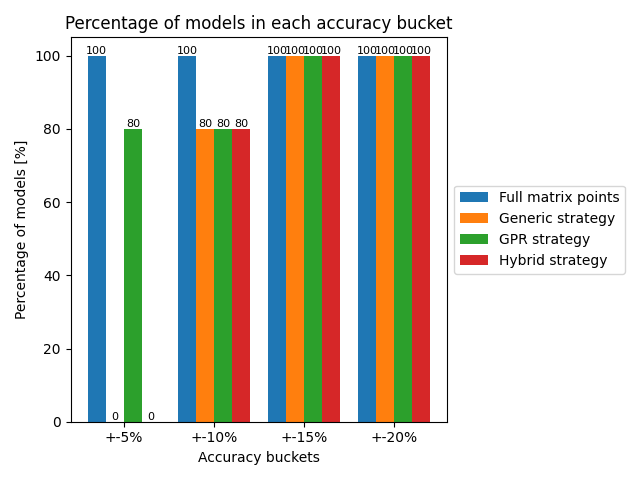 Percentage of models in each accuracy bucket
Percentage of models [%]
100
80
60
40
20
0
100 0 80 0
100 80 80 80
100 100 100 100
100 100 100 100
+-5% +-10% +-15% +-20%
Accuracy buckets
Full matrix points
Generic strategy
GPR strategy
Hybrid strategy